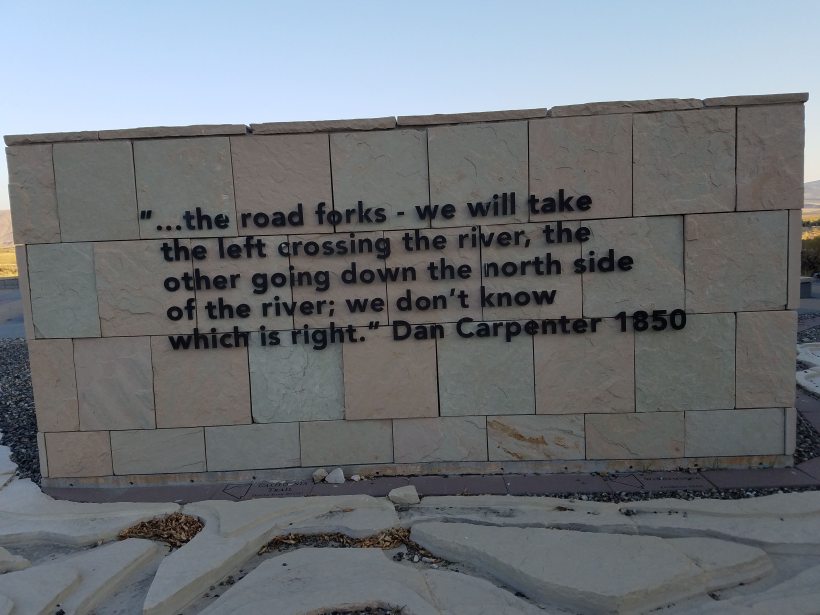 "...the road forks - we will take
the left crossing the river, the
other going down the north side
of the river; we don't know
which is right." Dan Carpenter 1850